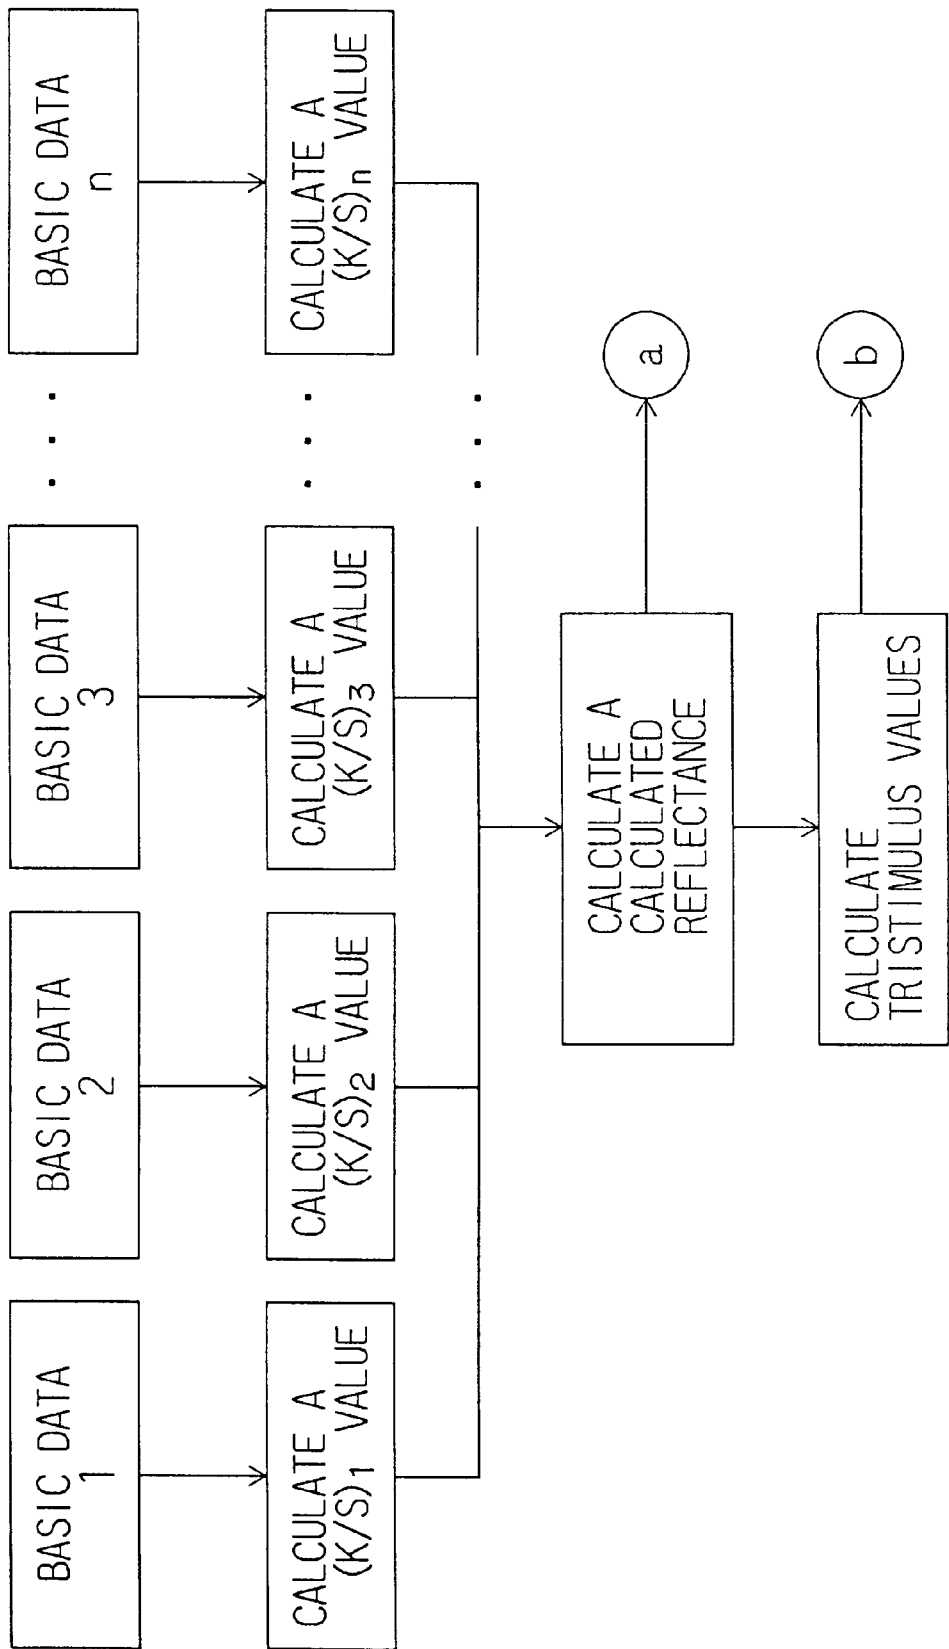 BASIC DATA
1
BASIC DATA
2
BASIC DATA
3
. . .
BASIC DATA
n
CALCULATE A
(K/S)₁ VALUE
CALCULATE A
(K/S)₂ VALUE
CALCULATE A
(K/S)₃ VALUE
. . .
CALCULATE A
(K/S)ₙ VALUE
. . .
CALCULATE A
CALCULATED
REFLECTANCE
a
CALCULATE
TRISTIMULUS VALUES
b